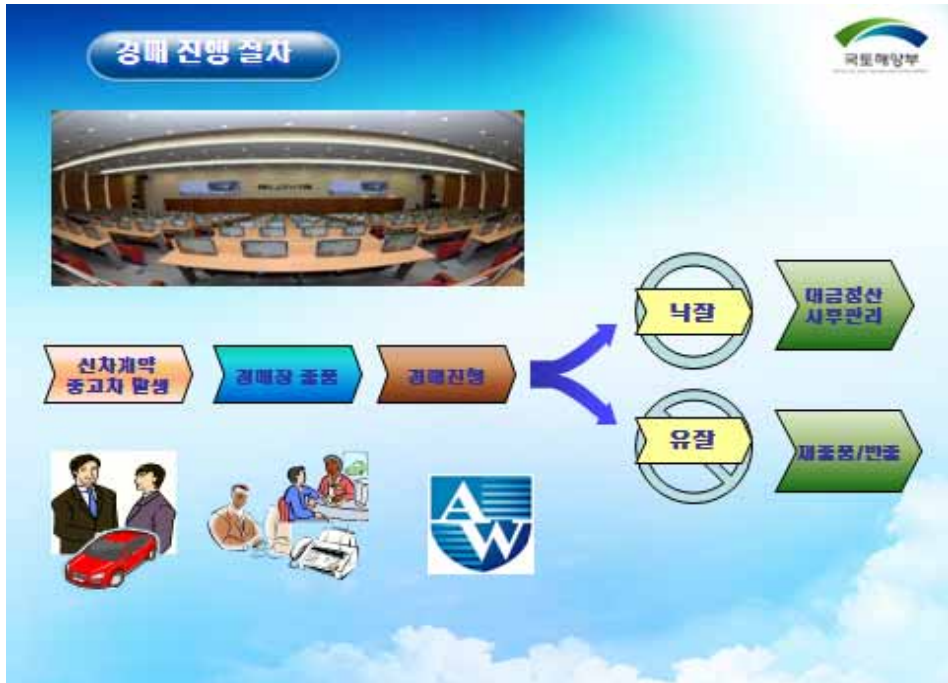 경매 진행 절차
국토해양부
신차계약
중고차 발생
경매장 출품
경매진행
낙찰
대금정산
사후관리
유찰
재출품/반출
AW